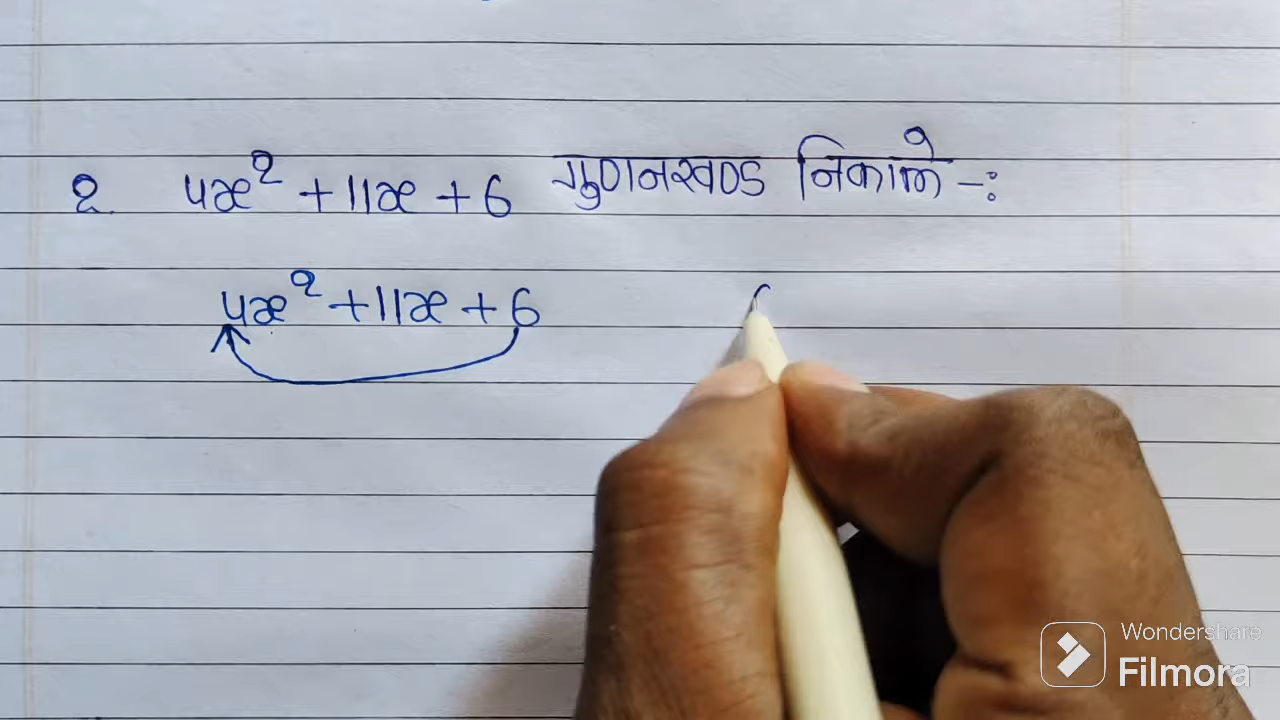 2. 4x² + 11x + 6 गुणनखण्ड निकाले -:
4x² + 11x + 6
Wondershare
Filmora